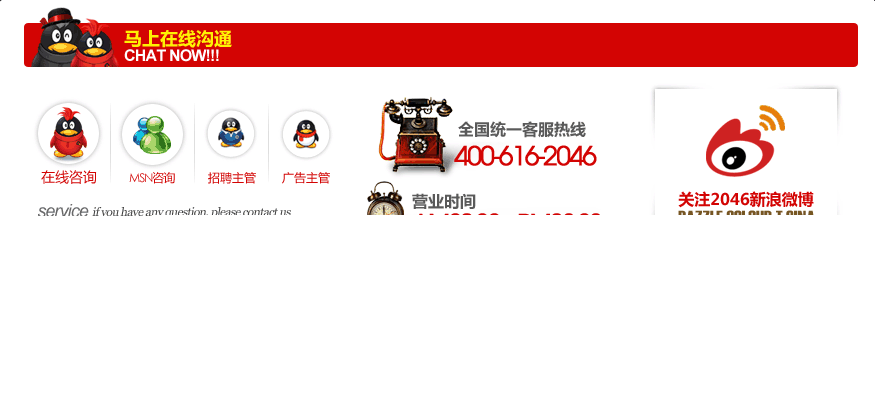 马上在线沟通
CHAT NOW!!!
在线咨询
MSN咨询
招聘主管
广告主管
service if you have any question, please contact us
全国统一客服热线
400-616-2046
营业时间
关注2046新浪微博
DAZZLE COLOUR T SINA